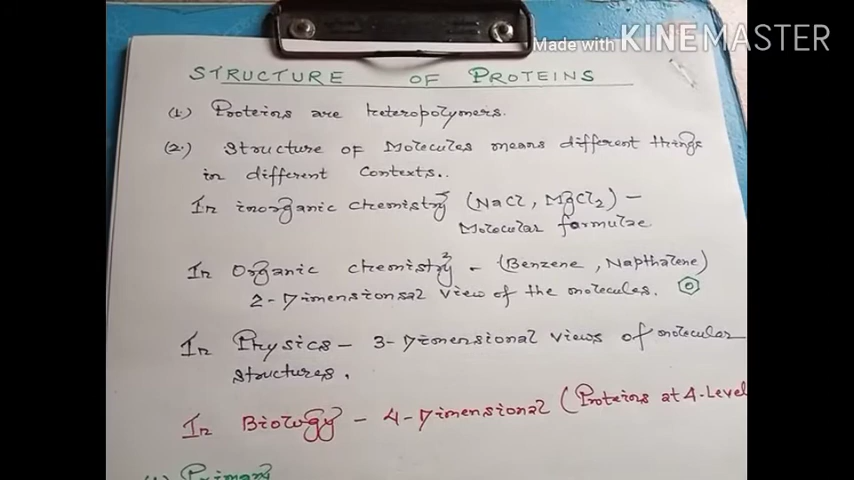 Made with KINEMASTER
STRUCTURE OF PROTEINS
(1) Proteins are heteropolymers.
(2.) Structure of Molecules means different things
in different Contexts..
In inorganic chemistry (NaCl, MgCl2) –
Molecular formulae
In Organic chemistry - (Benzene, Napthalene)
2-Dimensionsal view of the molecules.
In Physics – 3-Dimensional views of molecular
structures.
In Biology – 4-Dimensional (Proteins at 4-Level
Primary